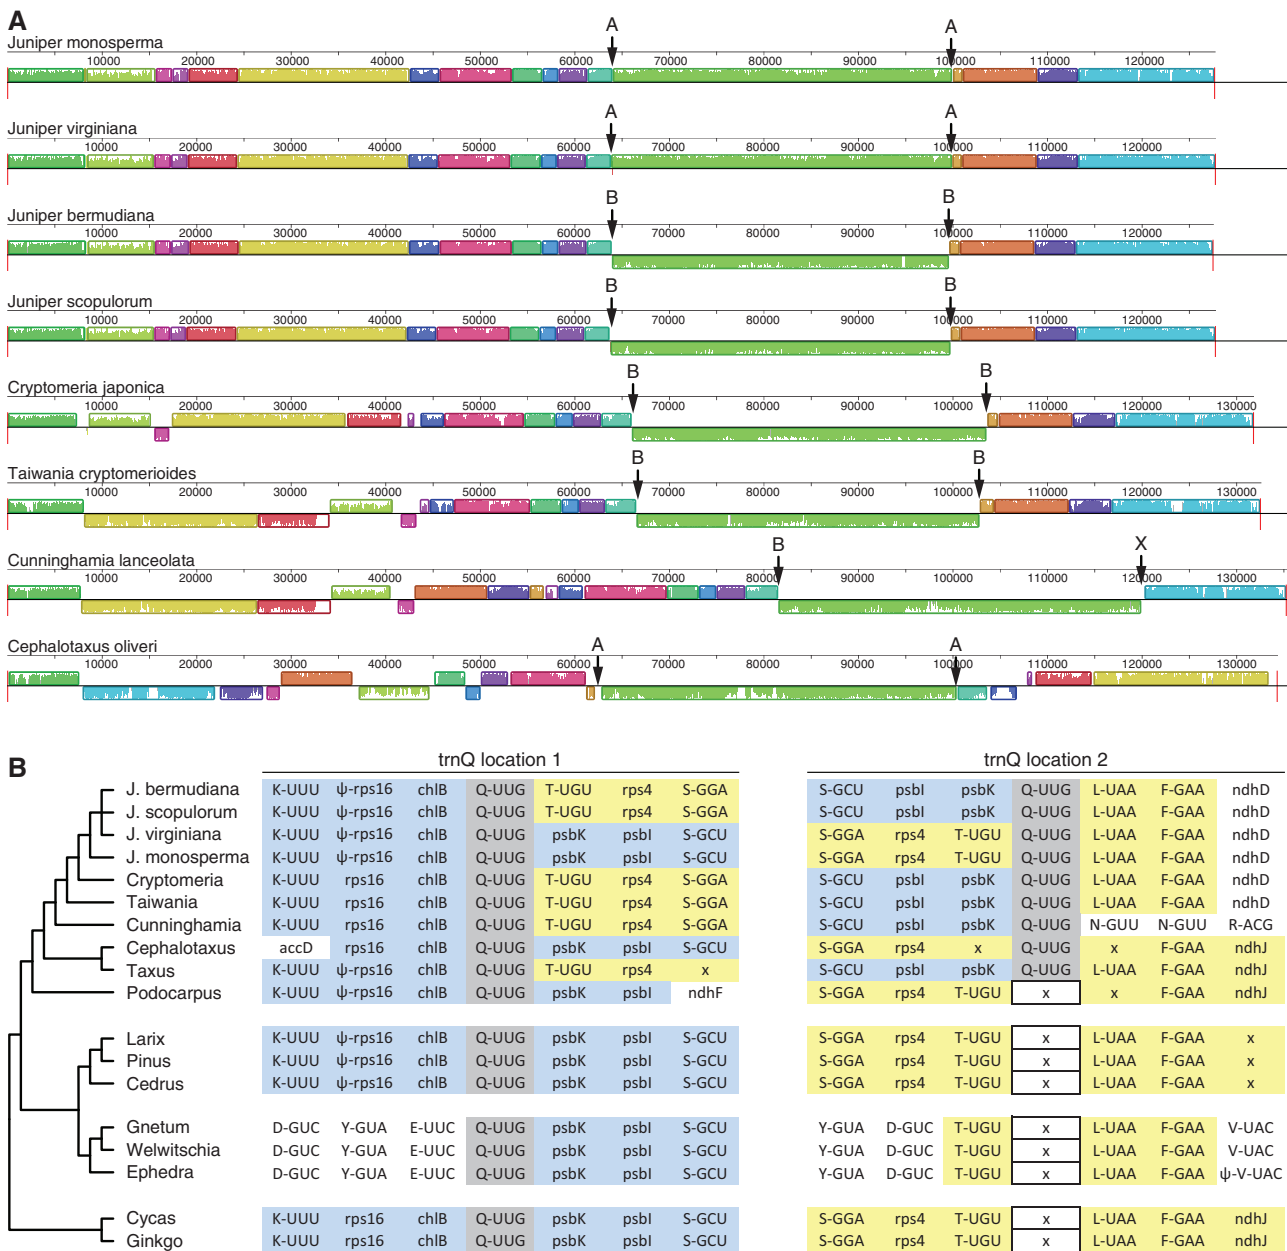 A
A A
Juniper monosperma
10000 20000 30000 40000 50000 60000 70000 80000 90000 100000 110000 120000
A A
Juniper virginiana
10000 20000 30000 40000 50000 60000 70000 80000 90000 100000 110000 120000
B B
Juniper bermudiana
10000 20000 30000 40000 50000 60000 70000 80000 90000 100000 110000 120000
B B
Juniper scopulorum
10000 20000 30000 40000 50000 60000 70000 80000 90000 100000 110000 120000
B B
Cryptomeria japonica
10000 20000 30000 40000 50000 60000 70000 80000 90000 100000 110000 120000 130000
B B
Taiwania cryptomerioides
10000 20000 30000 40000 50000 60000 70000 80000 90000 100000 110000 120000 130000
B X
Cunninghamia lanceolata
10000 20000 30000 40000 50000 60000 70000 80000 90000 100000 110000 120000 130000
A A
Cephalotaxus oliveri
10000 20000 30000 40000 50000 60000 70000 80000 90000 100000 110000 120000 130000
B
trnQ location 1 trnQ location 2
J. bermudiana K-UUU ψ-rps16 chlB Q-UUG T-UGU rps4 S-GGA S-GCU psbI psbK Q-UUG L-UAA F-GAA ndhD
J. scopulorum K-UUU ψ-rps16 chlB Q-UUG T-UGU rps4 S-GGA S-GCU psbI psbK Q-UUG L-UAA F-GAA ndhD
J. virginiana K-UUU ψ-rps16 chlB Q-UUG psbK psbI S-GCU S-GGA rps4 T-UGU Q-UUG L-UAA F-GAA ndhD
J. monosperma K-UUU ψ-rps16 chlB Q-UUG psbK psbI S-GCU S-GGA rps4 T-UGU Q-UUG L-UAA F-GAA ndhD
Cryptomeria K-UUU rps16 chlB Q-UUG T-UGU rps4 S-GGA S-GCU psbI psbK Q-UUG L-UAA F-GAA ndhD
Taiwania K-UUU rps16 chlB Q-UUG T-UGU rps4 S-GGA S-GCU psbI psbK Q-UUG L-UAA F-GAA ndhD
Cunninghamia K-UUU rps16 chlB Q-UUG T-UGU rps4 S-GGA S-GCU psbI psbK Q-UUG N-GUU N-GUU R-ACG
Cephalotaxus accD rps16 chlB Q-UUG psbK psbI S-GCU S-GGA rps4 x Q-UUG x F-GAA ndhJ
Taxus K-UUU ψ-rps16 chlB Q-UUG T-UGU rps4 x S-GCU psbI psbK Q-UUG L-UAA F-GAA ndhJ
Podocarpus K-UUU ψ-rps16 chlB Q-UUG psbK psbI ndhF S-GGA rps4 T-UGU x x F-GAA ndhJ
Larix K-UUU ψ-rps16 chlB Q-UUG psbK psbI S-GCU S-GGA rps4 T-UGU x L-UAA F-GAA x
Pinus K-UUU ψ-rps16 chlB Q-UUG psbK psbI S-GCU S-GGA rps4 T-UGU x L-UAA F-GAA x
Cedrus K-UUU ψ-rps16 chlB Q-UUG psbK psbI S-GCU S-GGA rps4 T-UGU x L-UAA F-GAA x
Gnetum D-GUC Y-GUA E-UUC Q-UUG psbK psbI S-GCU Y-GUA D-GUC T-UGU x L-UAA F-GAA V-UAC
Welwitschia D-GUC Y-GUA E-UUC Q-UUG psbK psbI S-GCU Y-GUA D-GUC T-UGU x L-UAA F-GAA V-UAC
Ephedra D-GUC Y-GUA E-UUC Q-UUG psbK psbI S-GCU Y-GUA D-GUC T-UGU x L-UAA F-GAA ψ-V-UAC
Cycas K-UUU rps16 chlB Q-UUG psbK psbI S-GCU S-GGA rps4 T-UGU x L-UAA F-GAA ndhJ
Ginkgo K-UUU rps16 chlB Q-UUG psbK psbI S-GCU S-GGA rps4 T-UGU x L-UAA F-GAA ndhJ